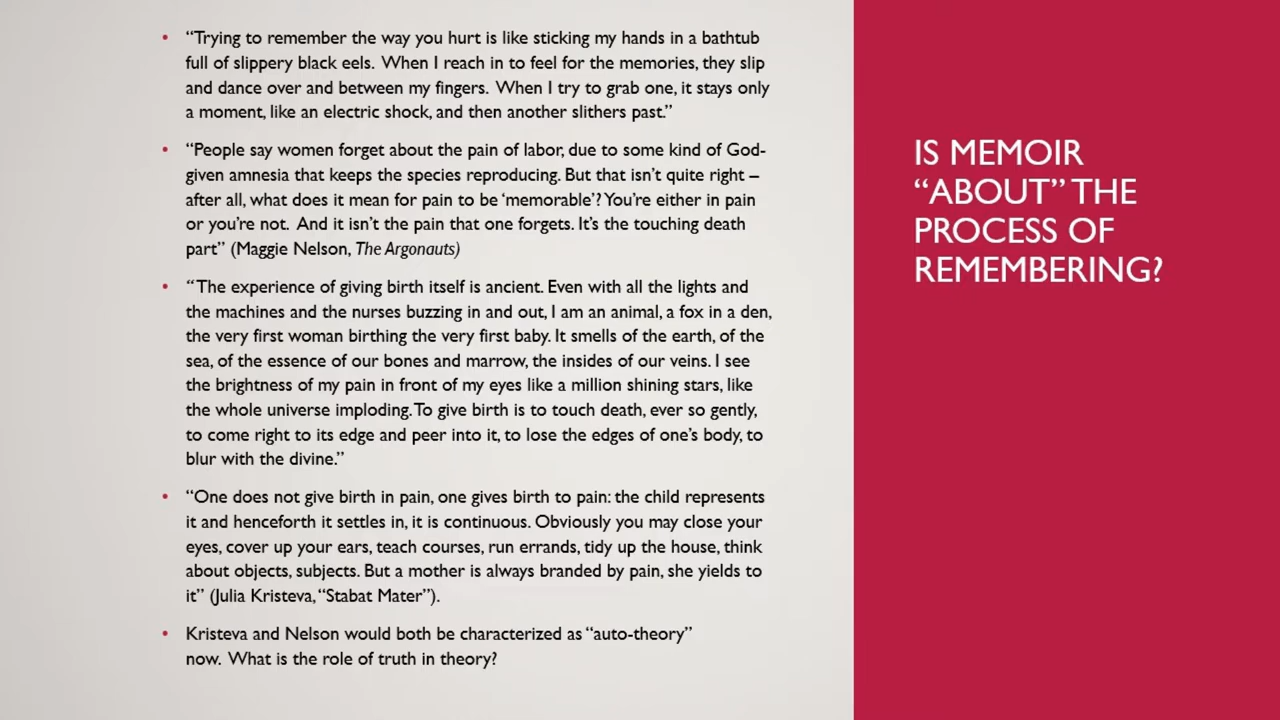 • “Trying to remember the way you hurt is like sticking my hands in a bathtub
full of slippery black eels. When I reach in to feel for the memories, they slip
and dance over and between my fingers. When I try to grab one, it stays only
a moment, like an electric shock, and then another slithers past.”
• “People say women forget about the pain of labor, due to some kind of God-
given amnesia that keeps the species reproducing. But that isn’t quite right –
after all, what does it mean for pain to be ‘memorable’? You’re either in pain
or you’re not. And it isn’t the pain that one forgets. It’s the touching death
part” (Maggie Nelson, The Argonauts)
• “The experience of giving birth itself is ancient. Even with all the lights and
the machines and the nurses buzzing in and out, I am an animal, a fox in a den,
the very first woman birthing the very first baby. It smells of the earth, of the
sea, of the essence of our bones and marrow, the insides of our veins. I see
the brightness of my pain in front of my eyes like a million shining stars, like
the whole universe imploding. To give birth is to touch death, ever so gently,
to come right to its edge and peer into it, to lose the edges of one’s body, to
blur with the divine.”
• “One does not give birth in pain, one gives birth to pain: the child represents
it and henceforth it settles in, it is continuous. Obviously you may close your
eyes, cover up your ears, teach courses, run errands, tidy up the house, think
about objects, subjects. But a mother is always branded by pain, she yields to
it” (Julia Kristeva, “Stabat Mater”).
• Kristeva and Nelson would both be characterized as “auto-theory”
now. What is the role of truth in theory?
IS MEMOIR
“ABOUT” THE
PROCESS OF
REMEMBERING?